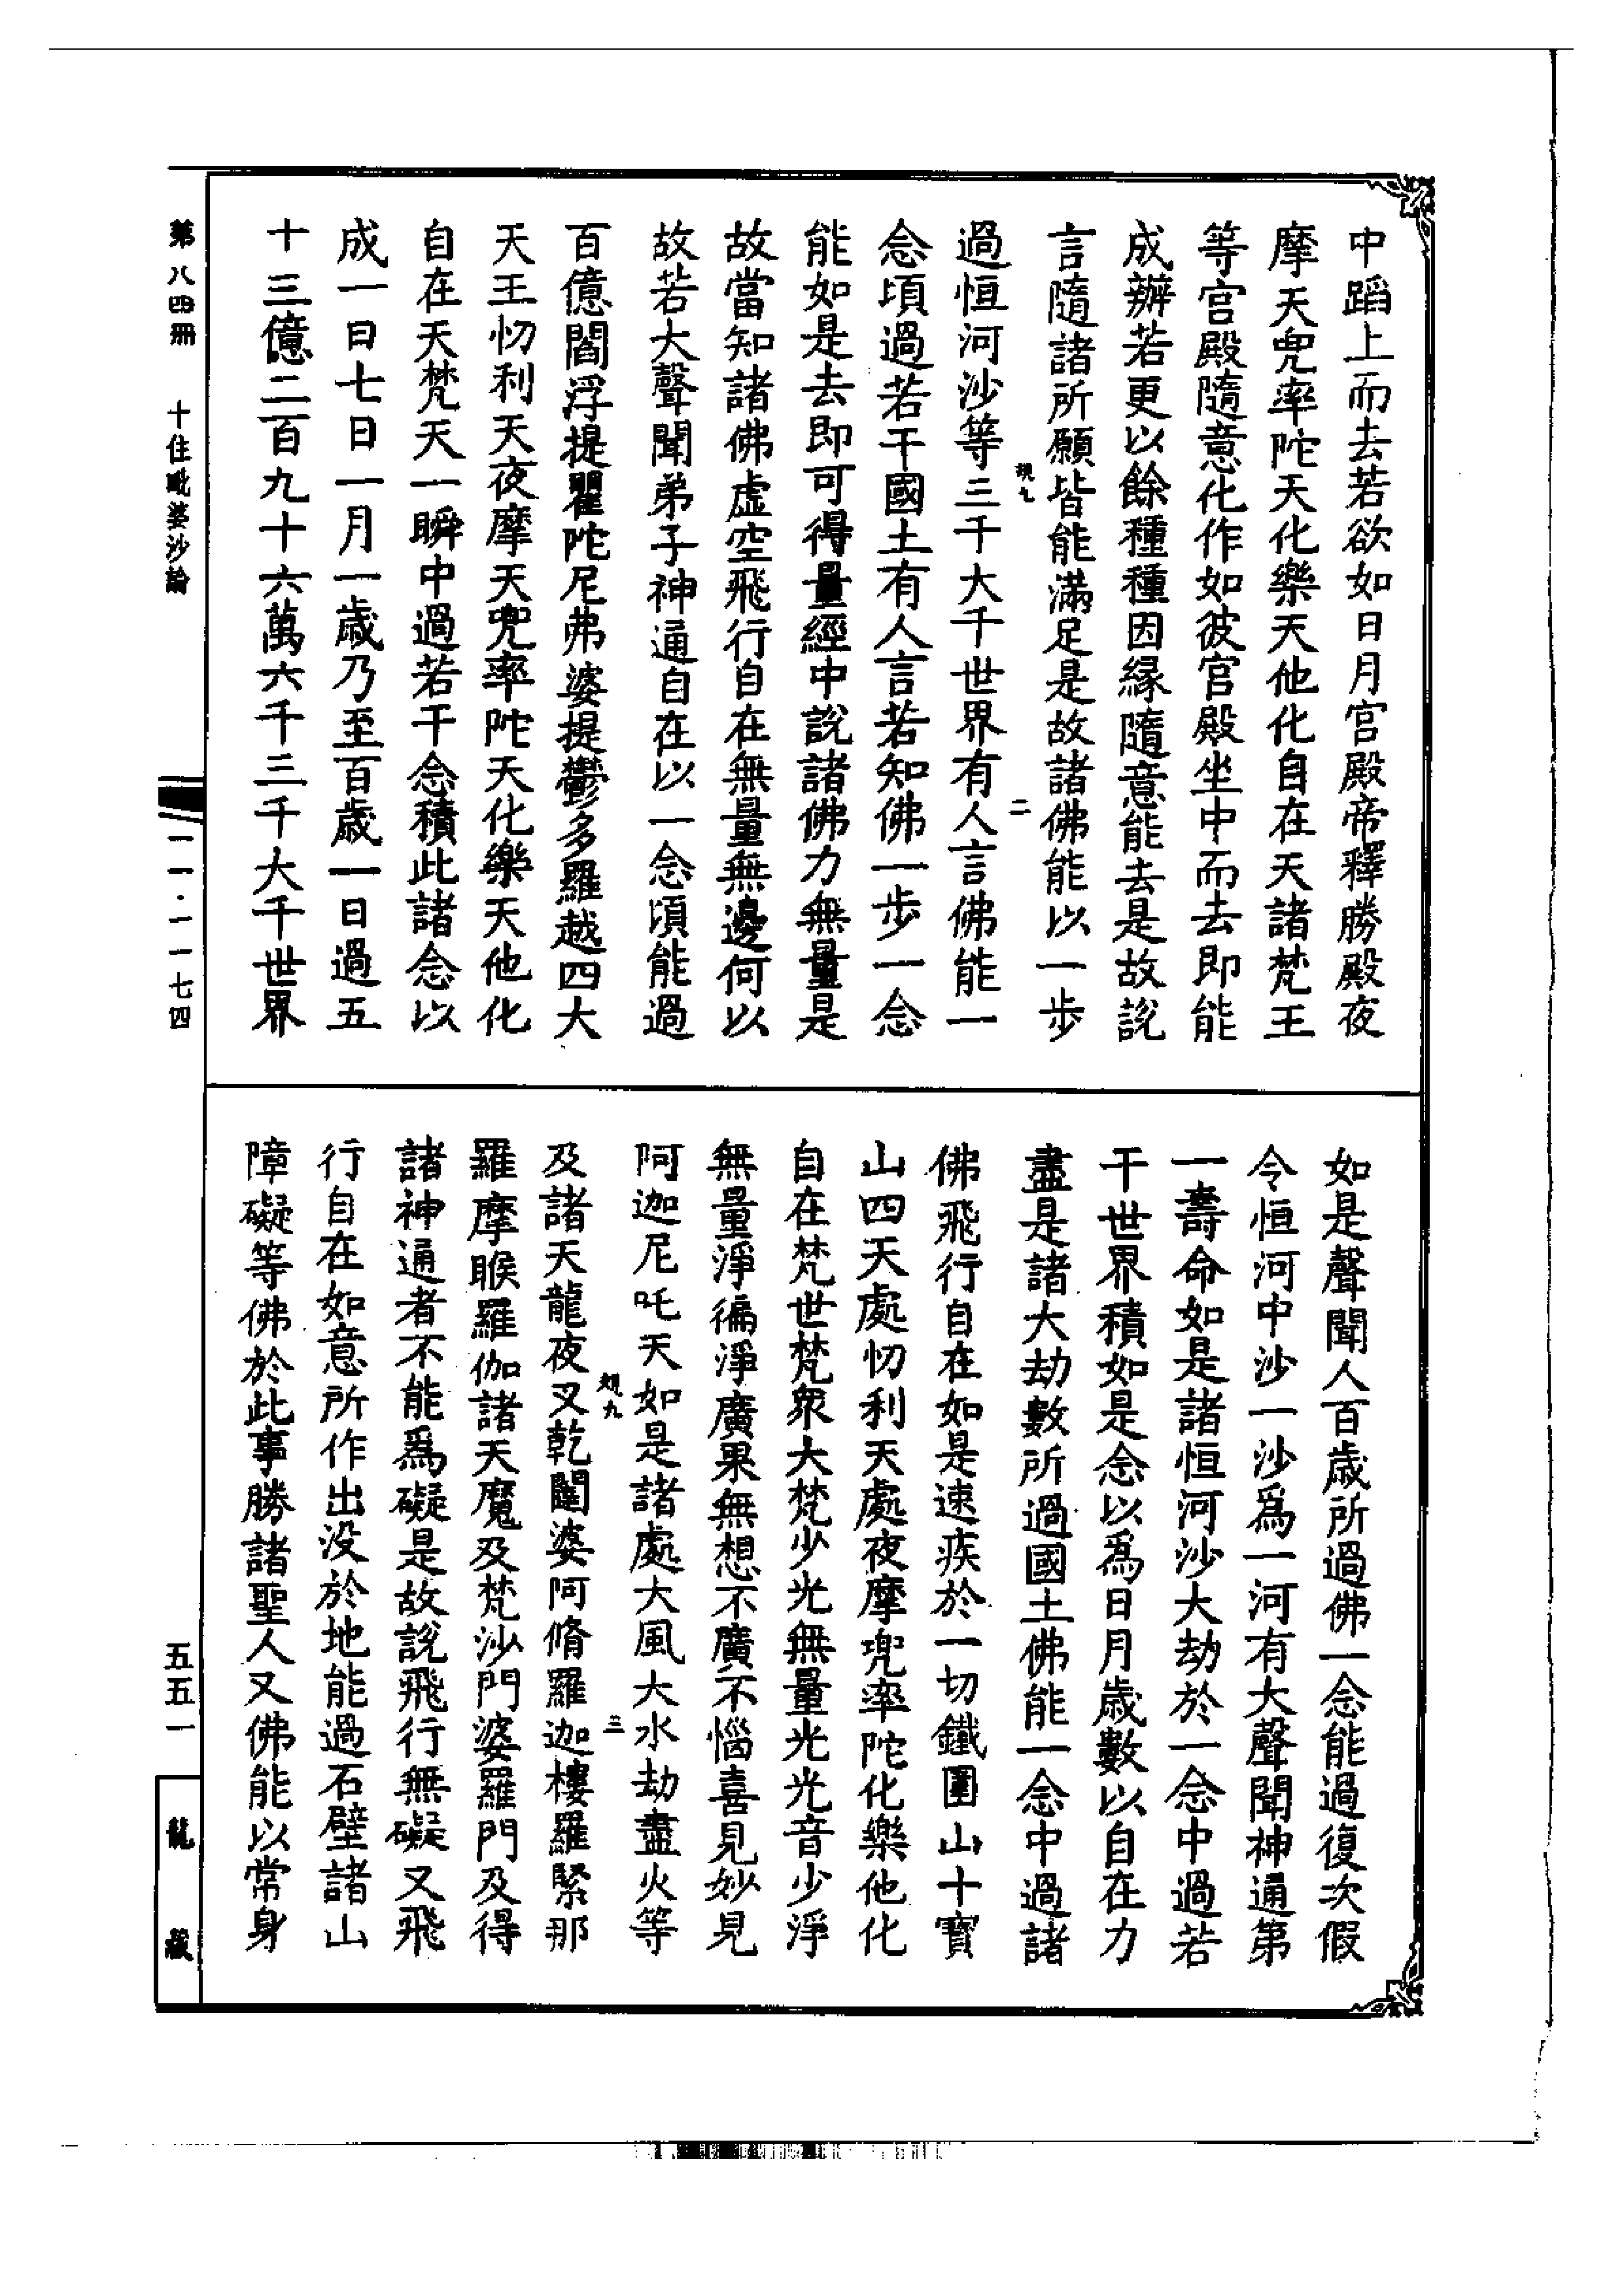 中蹈上而去若欲如日月宮殿帝釋勝殿夜
摩天兜率陀天化樂天他化自在天諸梵王
等宮殿隨意化作如彼宮殿坐中而去即能
成辦若更以餘種種因緣隨意能去是故說
言隨諸所願皆能滿足是故諸佛能以一步
過恒河沙等三千大千世界有人言佛能一
念頃過若干國土有人言若知佛一步一念
能如是去即可得量經中說諸佛力無量是
故當知諸佛虛空飛行自在無量無邊何以
故若大聲聞弟子神通自在以一念頃能過
百億閻浮提瞿陀尼弗婆提鬱多羅越四大
天王忉利天夜摩天兜率陀天化樂天他化
自在天梵天一瞬中過若干念積此諸念以
成一日七日一月一歲乃至百歲一日過五
十三億二百九十六萬六千三千大千世界
如是聲聞人百歲所過佛一念能過復次假
令恒河中沙一沙爲一河有大聲聞神通第
一壽命如是諸恒河沙大劫於一念中過若
干世界積如是念以爲日月歲數以自在力
盡是諸大劫數所過國土佛能一念中過諸
佛飛行自在如是速疾於一切鐵圍山十寶
山四天處忉利天處夜摩兜率陀化樂他化
自在梵世梵衆大梵少光無量光光音少淨
無量淨徧淨廣果無想不廣不惱喜見妙見
阿迦尼吒天如是諸處大風大水劫盡火等
及諸天龍夜叉乾闥婆阿脩羅迦樓羅緊那
羅摩睺羅伽諸天魔及梵沙門婆羅門及得
諸神通者不能爲礙是故說飛行無礙又飛
行自在如意所作出没於地能過石壁諸山
障礙等佛於此事勝諸聖人又佛能以常身
第八四册 十住毗婆沙論
一一·一一七四
五五一
龍藏
二
三